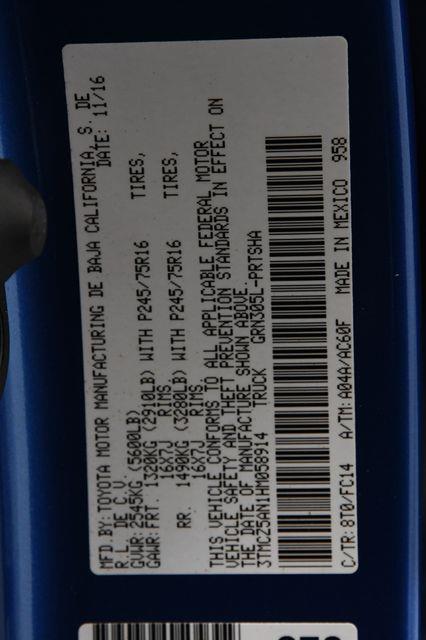 MFD.BY:TOYOTA MOTOR MANUFACTURING DE BAJA CALIFORNIA, S. DE
R.L. DE C.V. DATE: 11/16
GVWR:2545KG (5600LB)
GAWR:FRT. 1320KG (2910LB) WITH P245/75R16 TIRES,
16X7J RIMS.
RR. 1490KG (3280LB) WITH P245/75R16 TIRES,
16X7J RIMS.
THIS VEHICLE CONFORMS TO ALL APPLICABLE FEDERAL MOTOR
VEHICLE SAFETY AND THEFT PREVENTION STANDARDS IN EFFECT ON
THE DATE OF MANUFACTURE SHOWN ABOVE.
3TMCZ5AN1HM058914 TRUCK GRN305L-PRTSHA
C/TR: 8T0/FC14 A/TM: A04A/AC60F MADE IN MEXICO 958